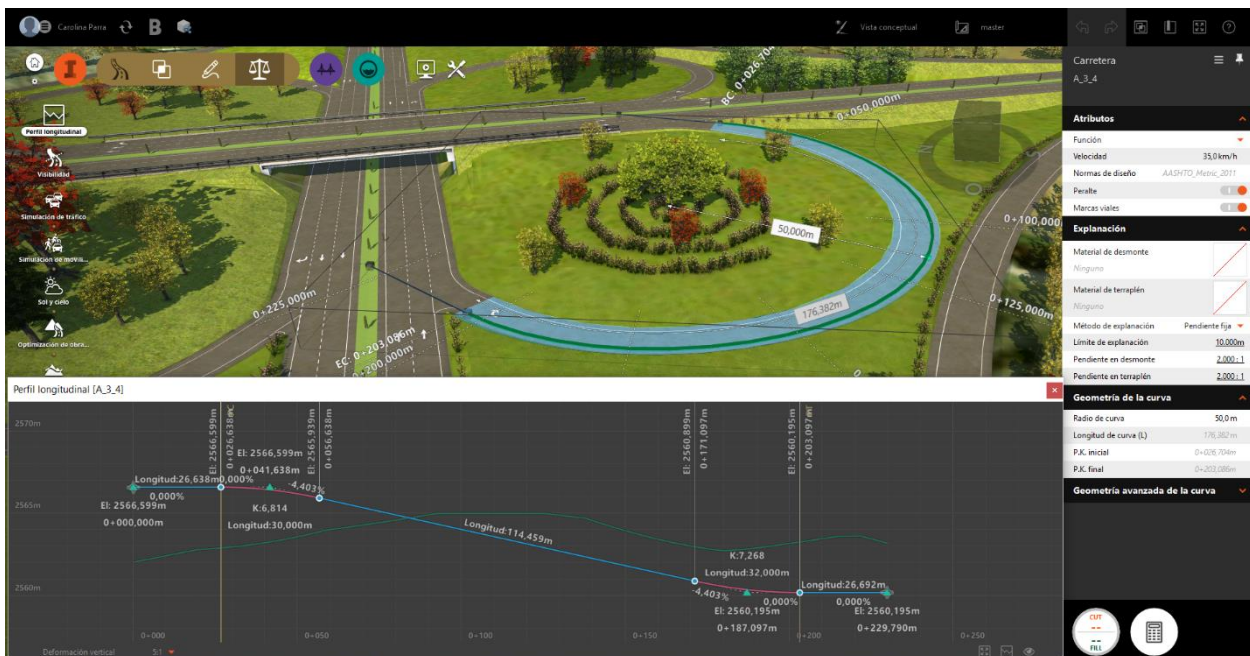 Carolina Parra
B
Vista conceptual
master
Perfil longitudinal
Visibilidad
Simulación de tráfico
Simulación de movili...
Sol y cielo
Optimización de obra...
BC: 0+026,704m
0+050,000m
0+100,000m
0+125,000m
50,000m
176,382m
0+225,000m
EC: 0+203,086m
0+200,000m
Carretera
A_3_4
Atributos
Función
Velocidad 35,0 km/h
Normas de diseño AASHTO_Metric_2011
Peralte
Marcas viales
Explanación
Material de desmonte
Ninguno
Material de terraplén
Ninguno
Método de explanación Pendiente fija
Límite de explanación 10.000m
Pendiente en desmonte 2.000 : 1
Pendiente en terraplén 2.000 : 1
Geometría de la curva
Radio de curva 50,0 m
Longitud de curva (L) 176,382 m
P.K. inicial 0+026,704m
P.K. final 0+203,086m
Geometría avanzada de la curva
CUT
--
--
FILL
Perfil longitudinal [A_3_4]
2570m
2565m
2560m
Longitud:26,638m
0,000%
0,000%
El: 2566,599m
0+000,000m
El: 2566,599m
0+026,638m
El: 2566,599m
0+041,638m
-4,403%
K:6,814
Longitud:30,000m
El: 2565,939m
0+056,638m
Longitud:114,459m
El: 2560,899m
0+171,097m
K:7,268
Longitud:32,000m
-4,403%
0,000%
El: 2560,195m
0+187,097m
El: 2560,195m
0+203,097m
Longitud:26,692m
0,000%
El: 2560,195m
0+229,790m
0+000
0+050
0+100
0+150
0+200
0+250
Deformación vertical 5:1